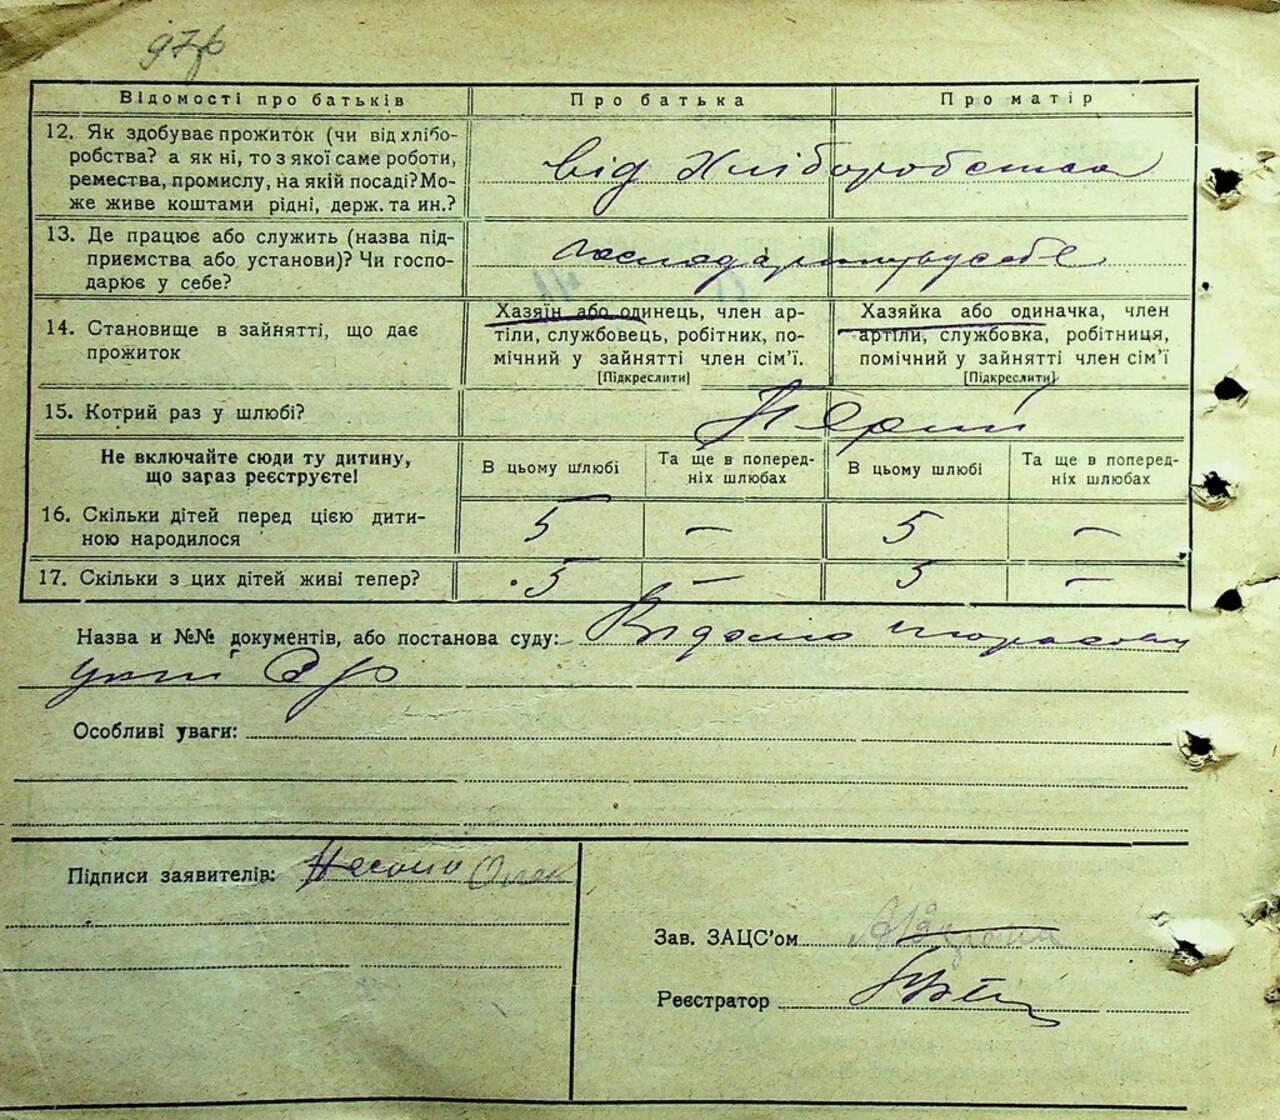 Відомості про батьків
Про батька
Про матір
12. Як здобуває прожиток (чи від хлібо-
робства? а як ні, то з якої саме роботи,
ремества, промислу, на якій посаді? Мо-
же живе коштами рідні, держ. та ин.?
від Хліборобства
13. Де працює або служить (назва під-
приємства або установи)? Чи госпо-
дарює у себе?
14. Становище в зайнятті, що дає
прожиток
Хазяїн або одинець, член ар-
тіли, службовець, робітник, по-
мічний у зайнятті член сім'ї.
[Підкреслити]
Хазяйка або одиначка, член
артіли, службовка, робітниця,
помічний у зайнятті член сім'ї
[Підкреслити]
15. Котрий раз у шлюбі?
Не включайте сюди ту дитину,
що зараз реєструєте!
В цьому шлюбі
Та ще в поперед-
ніх шлюбах
В цьому шлюбі
Та ще в поперед-
ніх шлюбах
16. Скільки дітей перед цією дити-
ною народилося
5 — 5 —
17. Скільки з цих дітей живі тепер?
5 — 5 —
Назва и №№ документів, або постанова суду:
Особливі уваги:
Підписи заявителів:
Зав. ЗАЦС'ом
Реєстратор